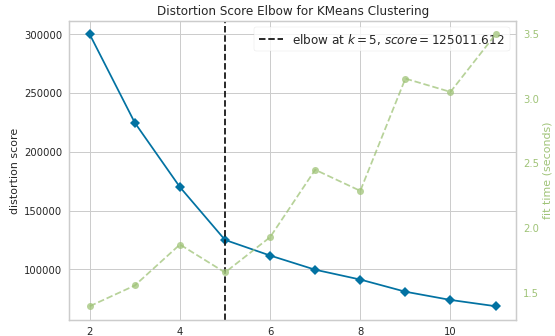 Distortion Score Elbow for KMeans Clustering
elbow at k = 5, score = 125011.612
distortion score
300000
250000
200000
150000
100000
fit time (seconds)
3.5
3.0
2.5
2.0
1.5
2 4 6 8 10